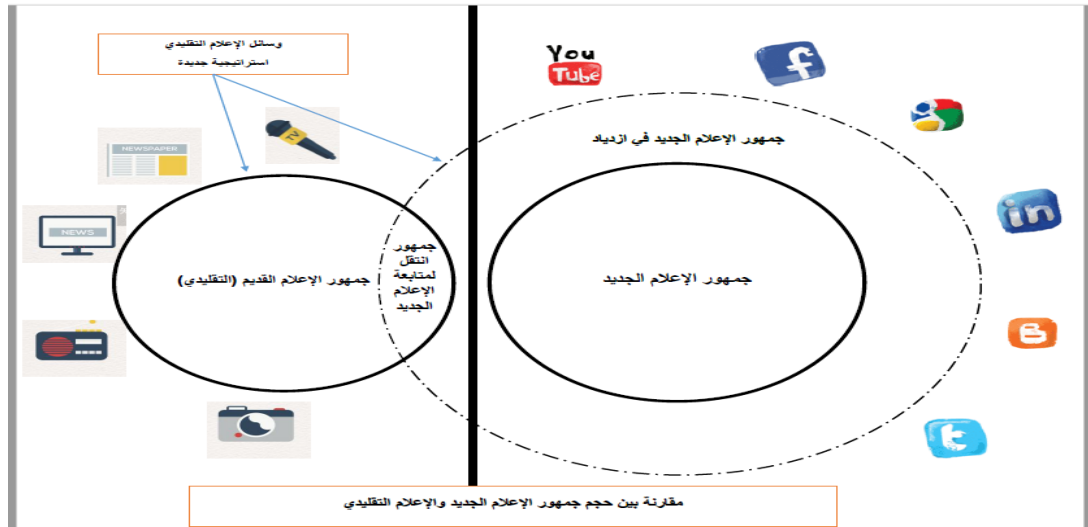 وسائل الإعلام التقليدي
استراتيجية جديدة
You
Tube
f
جمهور الإعلام الجديد في ازدياد
NEWSPAPER
TV
NEWS
in
جمهور
انتقل
لمتابعة
الإعلام
الجديد
جمهور الإعلام القديم (التقليدي)
جمهور الإعلام الجديد
B
t
مقارنة بين حجم جمهور الإعلام الجديد والإعلام التقليدي